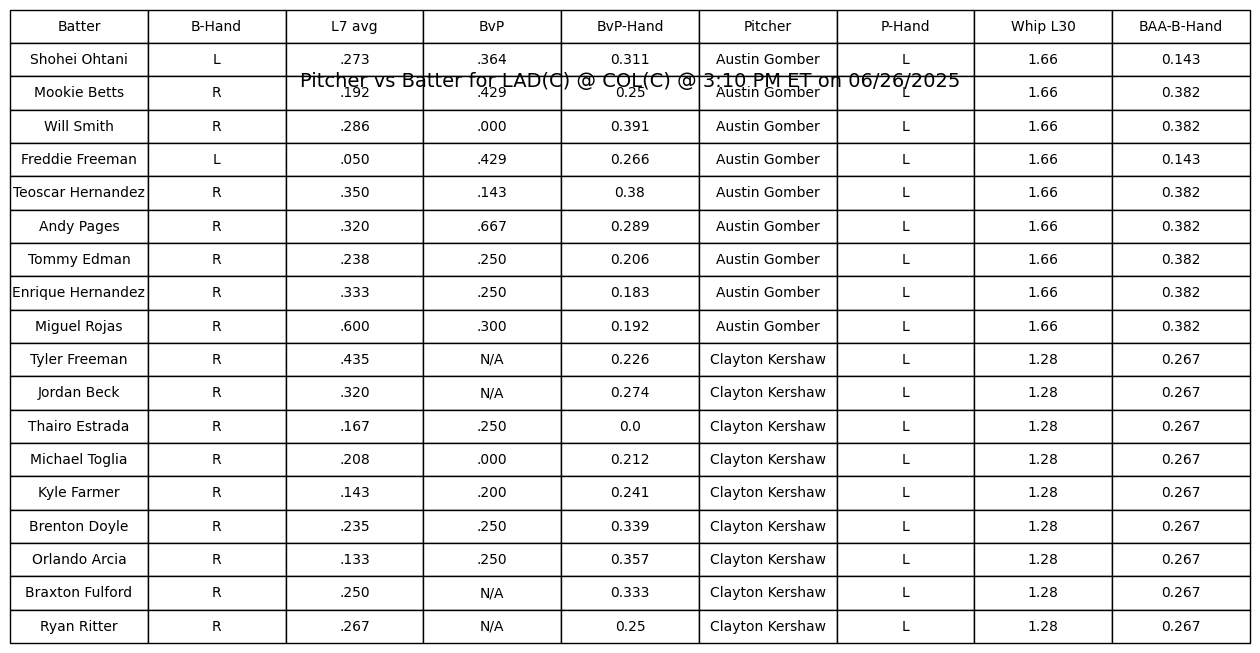 Batter B-Hand L7 avg BvP BvP-Hand Pitcher P-Hand Whip L30 BAA-B-Hand
Shohei Ohtani L .273 .364 0.311 Austin Gomber L 1.66 0.143
Pitcher vs Batter for LAD(C) @ COL(C) @ 3:10 PM ET on 06/26/2025
Mookie Betts R .192 .429 0.25 Austin Gomber L 1.66 0.382
Will Smith R .286 .000 0.391 Austin Gomber L 1.66 0.382
Freddie Freeman L .050 .429 0.266 Austin Gomber L 1.66 0.143
Teoscar Hernandez R .350 .143 0.38 Austin Gomber L 1.66 0.382
Andy Pages R .320 .667 0.289 Austin Gomber L 1.66 0.382
Tommy Edman R .238 .250 0.206 Austin Gomber L 1.66 0.382
Enrique Hernandez R .333 .250 0.183 Austin Gomber L 1.66 0.382
Miguel Rojas R .600 .300 0.192 Austin Gomber L 1.66 0.382
Tyler Freeman R .435 N/A 0.226 Clayton Kershaw L 1.28 0.267
Jordan Beck R .320 N/A 0.274 Clayton Kershaw L 1.28 0.267
Thairo Estrada R .167 .250 0.0 Clayton Kershaw L 1.28 0.267
Michael Toglia R .208 .000 0.212 Clayton Kershaw L 1.28 0.267
Kyle Farmer R .143 .200 0.241 Clayton Kershaw L 1.28 0.267
Brenton Doyle R .235 .250 0.339 Clayton Kershaw L 1.28 0.267
Orlando Arcia R .133 .250 0.357 Clayton Kershaw L 1.28 0.267
Braxton Fulford R .250 N/A 0.333 Clayton Kershaw L 1.28 0.267
Ryan Ritter R .267 N/A 0.25 Clayton Kershaw L 1.28 0.267